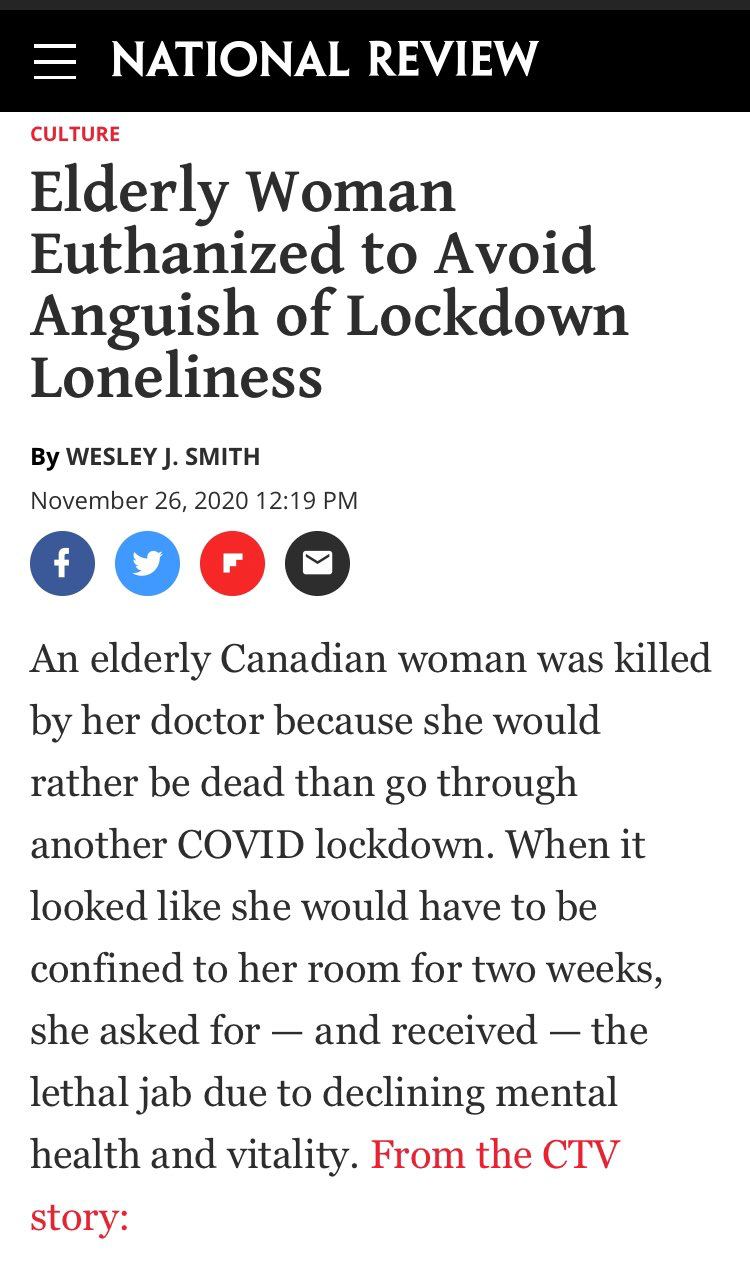 NATIONAL REVIEW
CULTURE
Elderly Woman
Euthanized to Avoid
Anguish of Lockdown
Loneliness
By WESLEY J. SMITH
November 26, 2020 12:19 PM
An elderly Canadian woman was killed
by her doctor because she would
rather be dead than go through
another COVID lockdown. When it
looked like she would have to be
confined to her room for two weeks,
she asked for — and received — the
lethal jab due to declining mental
health and vitality. From the CTV
story: